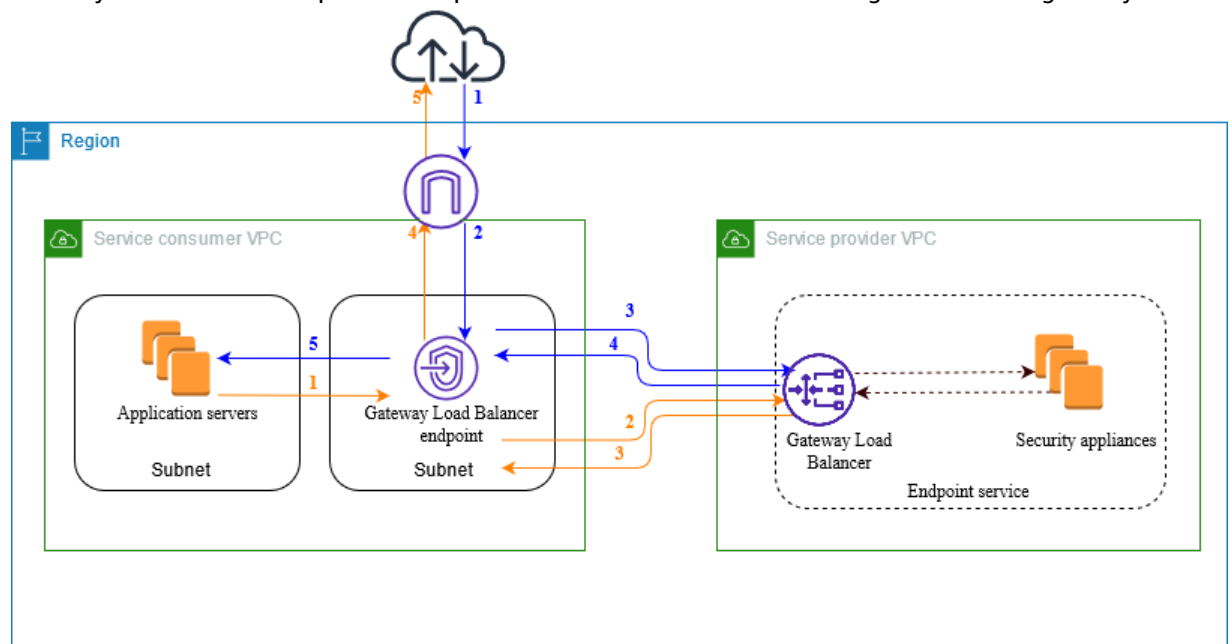 5
1
Region
4
2
Service consumer VPC
Service provider VPC
3
5
4
1
Application servers
Gateway Load Balancer
endpoint
2
3
Subnet
Subnet
Gateway Load
Balancer
Security appliances
Endpoint service